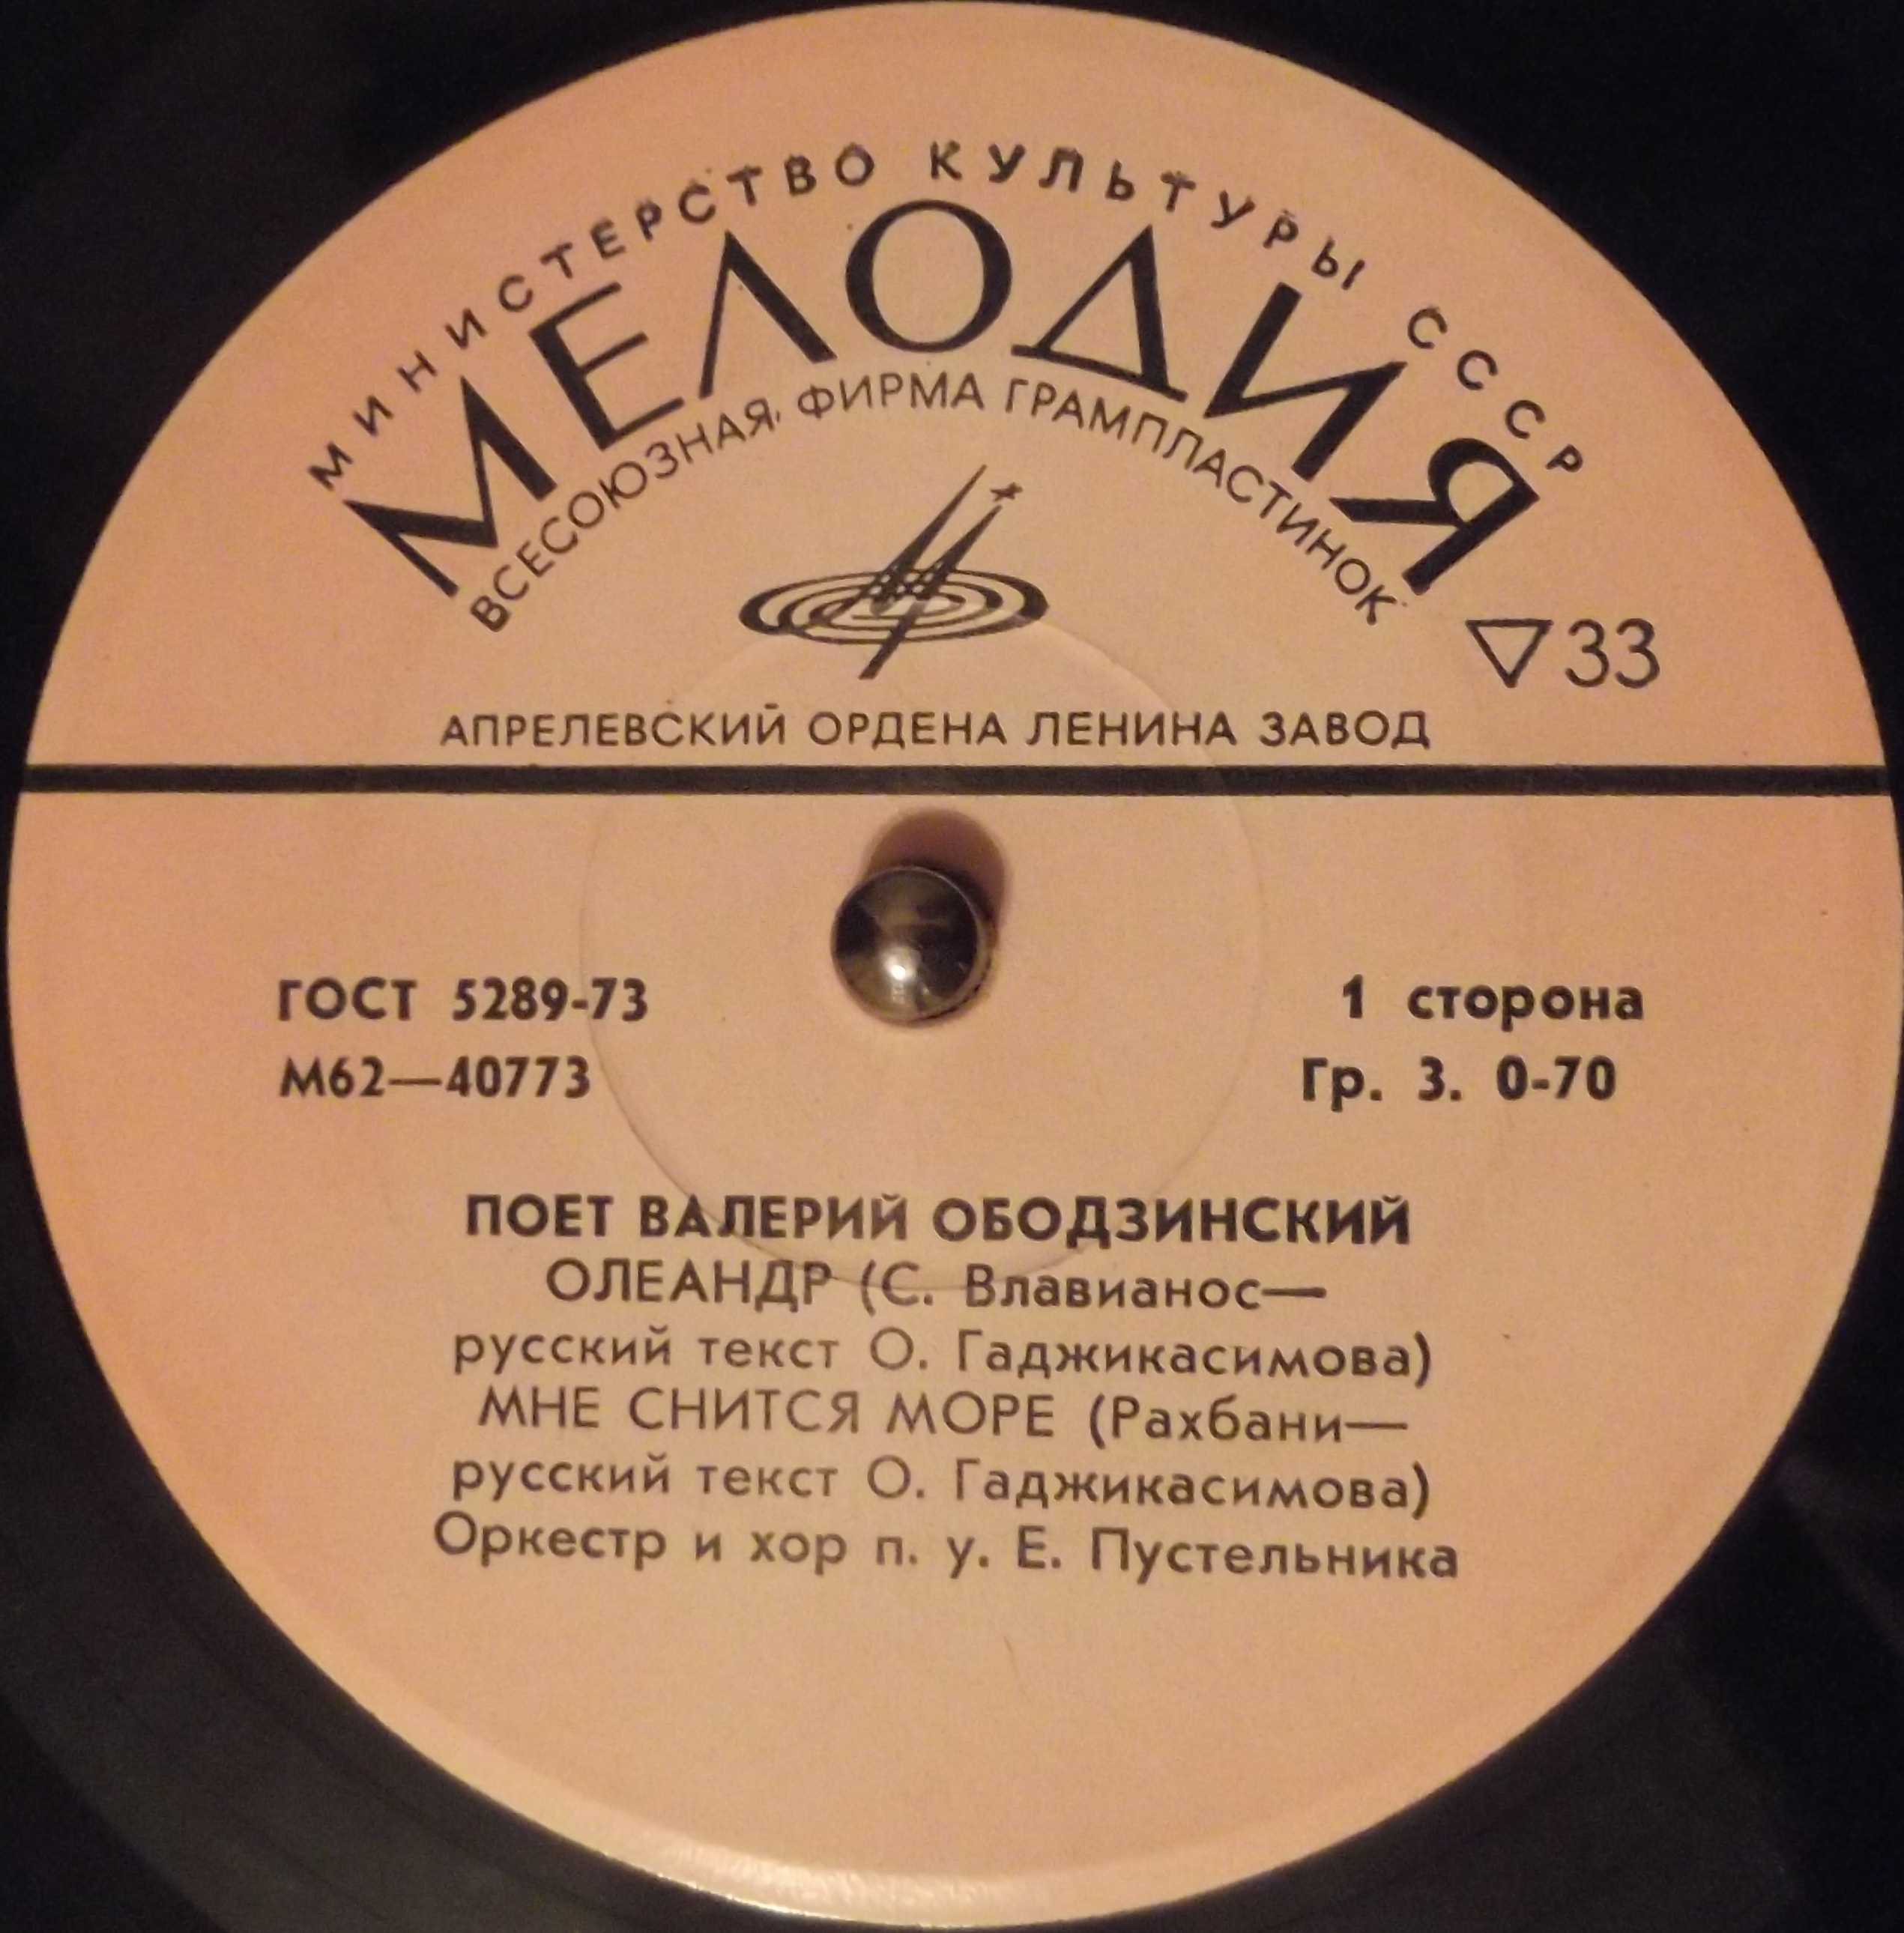 МИНИСТЕРСТВО КУЛЬТУРЫ СССР
МЕЛОДИЯ
ВСЕСОЮЗНАЯ ФИРМА ГРАМПЛАСТИНОК
33
АПРЕЛЕВСКИЙ ОРДЕНА ЛЕНИНА ЗАВОД
ГОСТ 5289-73
1 сторона
М62—40773
Гр. 3. 0-70
ПОЕТ ВАЛЕРИЙ ОБОДЗИНСКИЙ
ОЛЕАНДР (С. Влавианос—
русский текст О. Гаджикасимова)
МНЕ СНИТСЯ МОРЕ (Рахбани—
русский текст О. Гаджикасимова)
Оркестр и хор п. у. Е. Пустельника